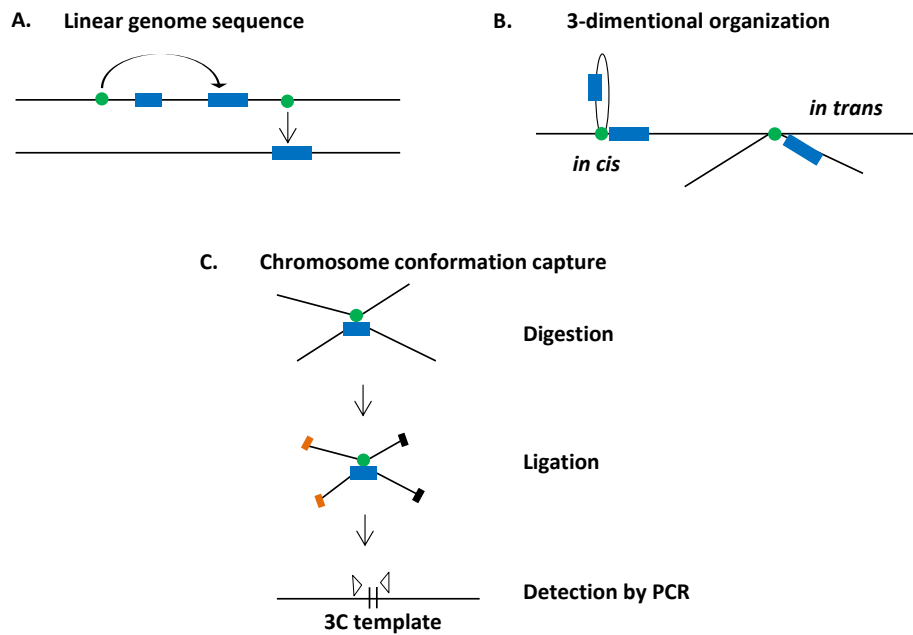 A. Linear genome sequence
B. 3-dimentional organization
in trans
in cis
C. Chromosome conformation capture
Digestion
Ligation
Detection by PCR
3C template